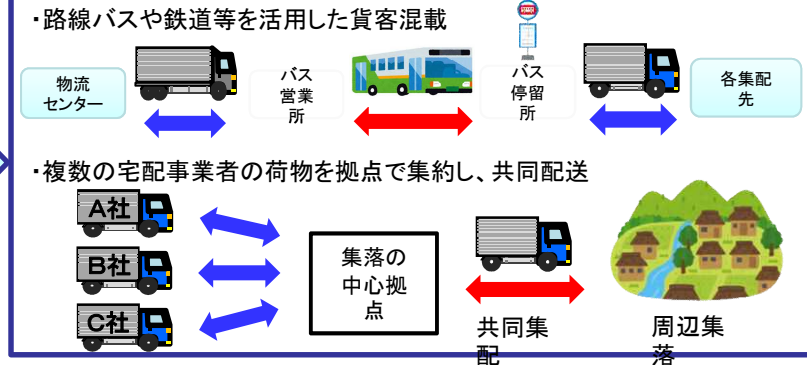 ・路線バスや鉄道等を活用した貨客混載
物流
センター
バス
営業
所
バス
停留
所
各集配
先
・複数の宅配事業者の荷物を拠点で集約し、共同配送
A社
B社
C社
集落の
中心拠
点
共同集
配
周辺集
落